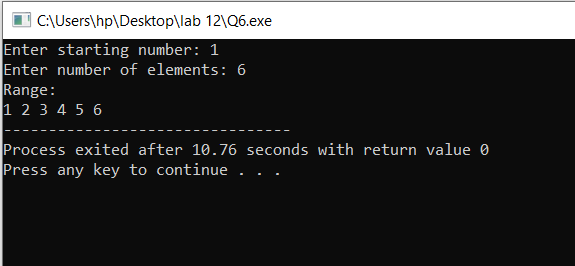 C:\Users\hp\Desktop\lab 12\Q6.exe
Enter starting number: 1
Enter number of elements: 6
Range:
1 2 3 4 5 6
--------------------------------
Process exited after 10.76 seconds with return value 0
Press any key to continue . . .